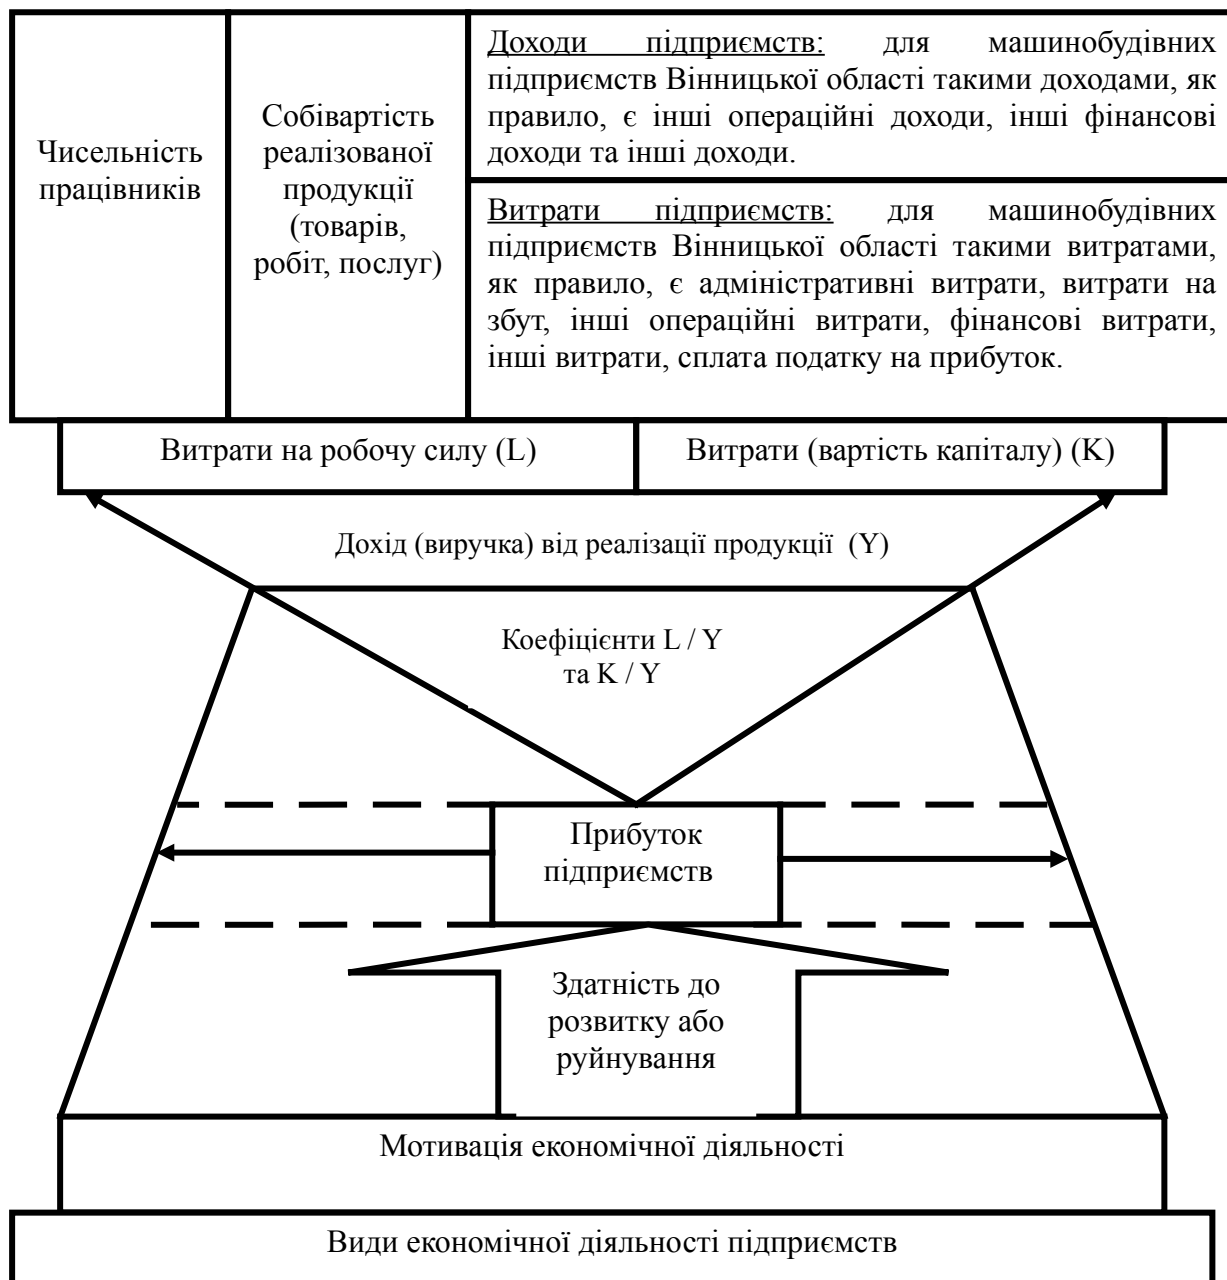 Чисельність
працівників
Собівартість
реалізованої
продукції
(товарів,
робіт, послуг)
Доходи підприємств: для машинобудівних
підприємств Вінницької області такими доходами, як
правило, є інші операційні доходи, інші фінансові
доходи та інші доходи.
Витрати підприємств: для машинобудівних
підприємств Вінницької області такими витратами,
як правило, є адміністративні витрати, витрати на
збут, інші операційні витрати, фінансові витрати,
інші витрати, сплата податку на прибуток.
Витрати на робочу силу (L)
Витрати (вартість капіталу) (K)
Дохід (виручка) від реалізації продукції (Y)
Коефіцієнти L / Y
та K / Y
Прибуток
підприємств
Здатність до
розвитку або
руйнування
Мотивація економічної діяльності
Види економічної діяльності підприємств